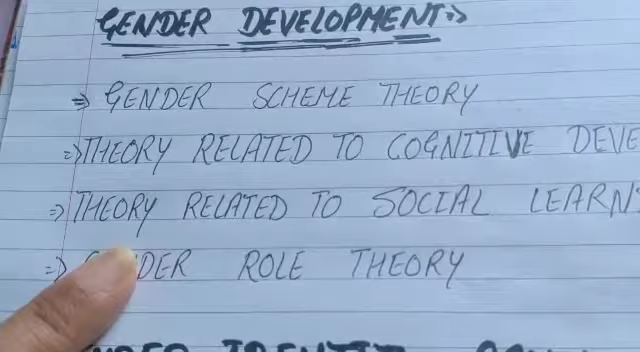 GENDER DEVELOPMENT:→
⇒ GENDER SCHEME THEORY
⇒ THEORY RELATED TO COGNITIVE DEVE
⇒ THEORY RELATED TO SOCIAL LEARN
⇒ ROLE THEORY